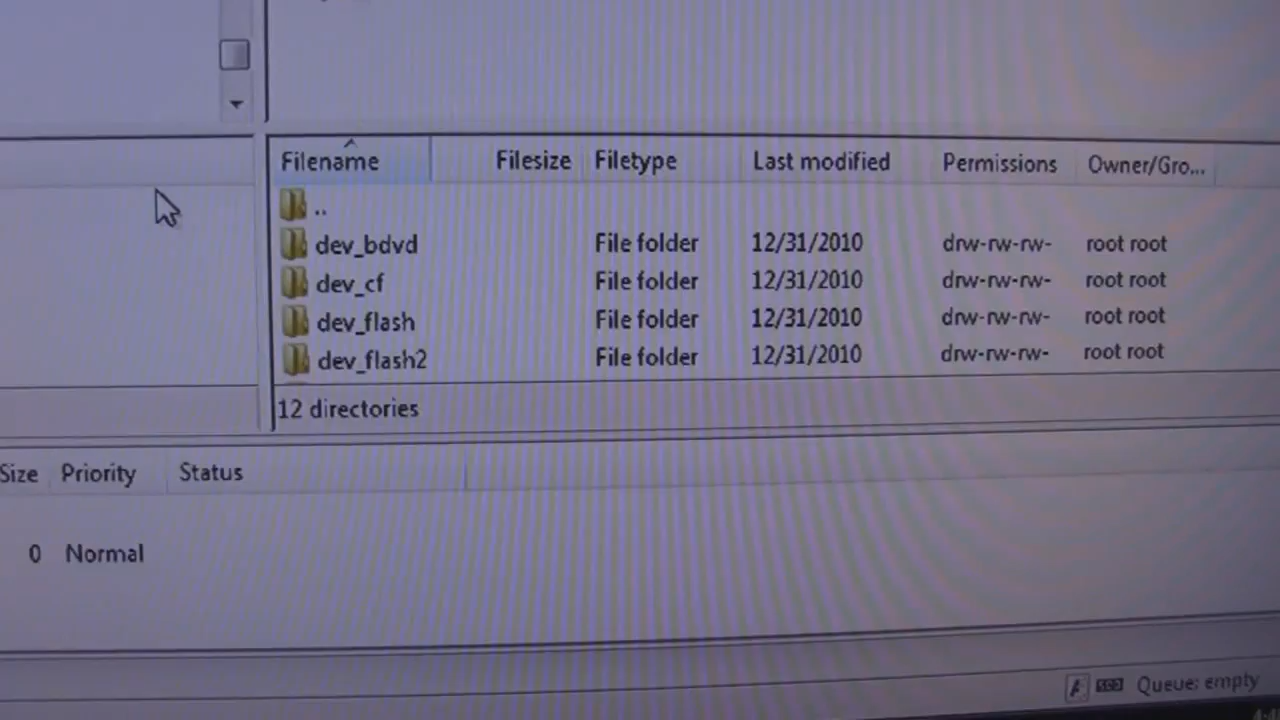 Filename Filesize Filetype Last modified Permissions Owner/Gro...
..
dev_bdvd File folder 12/31/2010 drw-rw-rw- root root
dev_cf File folder 12/31/2010 drw-rw-rw- root root
dev_flash File folder 12/31/2010 drw-rw-rw- root root
dev_flash2 File folder 12/31/2010 drw-rw-rw- root root
12 directories
Size Priority Status
0 Normal
Queue: empty